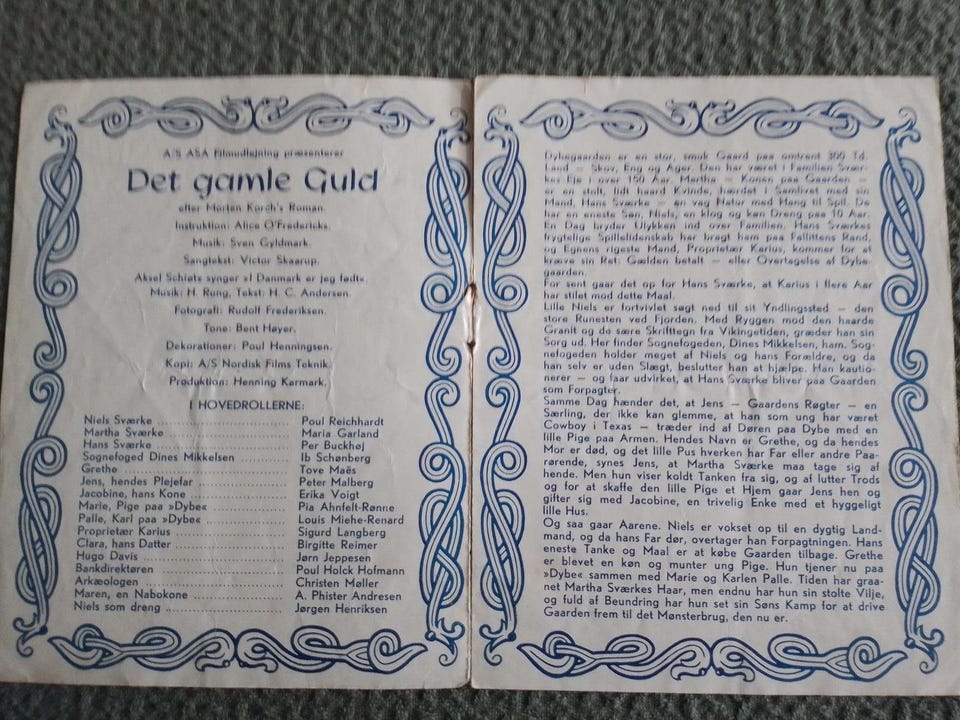 A/S ASA Filmudlejning præsenterer
Det gamle Guld
efter Morten Korch's Roman.
Instruktion: Alice O'Fredericks.
Musik: Sven Gyldmark.
Sangtekst: Victor Skaarup.
Aksel Schiøtz synger »I Danmark er jeg født«
Musik: H. Rung, Tekst: H. C. Andersen.
Fotografi: Rudolf Frederiksen.
Tone: Bent Høyer.
Dekorationer: Poul Henningsen.
Kopi: A/S Nordisk Films Teknik.
Produktion: Henning Karmark.
I HOVEDROLLERNE:
Niels Sværke ........ Poul Reichhardt
Martha Sværke ........ Maria Garland
Hans Sværke ........ Per Buckhøj
Sognefoged Dines Mikkelsen ........ Ib Schønberg
Grethe ........ Tove Maës
Jens, hendes Plejefar ........ Peter Malberg
Jacobine, hans Kone ........ Erika Voigt
Marie, Pige paa »Dybe« ........ Pia Ahnfelt-Rønne
Palle, Karl paa »Dybe« ........ Louis Miehe-Renard
Proprietær Karius ........ Sigurd Langberg
Clara, hans Datter ........ Birgitte Reimer
Hugo Davis ........ Jørn Jeppesen
Bankdirektøren ........ Poul Holck Hofmann
Arkæologen ........ Christen Møller
Maren, en Nabokone ........ A. Phister Andresen
Niels som dreng ........ Jørgen Henriksen
Dybegaarden er en stor, smuk Gaard paa omtrent 300 Td.
Land — Skov, Eng og Ager. Den har været i Familien Svær-
kes Eje i over 150 Aar. Martha — Konen paa Gaarden —
er en stolt, lidt haard Kvinde, hærdet i Samlivet med sin
Mand, Hans Sværke — en vag Natur med Hang til Spil. De
har een eneste Søn, Niels, en klog og køn Dreng paa 10 Aar.
En Dag bryder Ulykken ind over Familien. Hans Sværkes
frygtelige Spillelidenskab har bragt hem paa Fallittens Rand,
og Egnens rigeste Mand, Proprietær Karius, kommer for at
kræve sin Ret: Gælden betalt — eller Overtagelse af Dybe-
gaarden.
For sent gaar det op for Hans Sværke, at Karius i flere Aar
har stilet mod dette Maal.
Lille Niels er fortvivlet søgt ned til sit Yndlingssted — den
store Runesten ved Fjorden. Med Ryggen mod den haarde
Granit og de sære Skrifttegn fra Vikingetiden, græder han sin
Sorg ud. Her finder Sognefogeden, Dines Mikkelsen, ham. Sog-
nefogeden holder meget af Niels og hans Forældre, og da
han selv er uden Slægt, beslutter han at hjælpe. Han kautio-
nerer — og faar udvirket, at Hans Sværke bliver paa Gaarden
som Forpagter.
Samme Dag hænder det, at Jens — Gaardens Røgter — en
Særling, der ikke kan glemme, at han som ung har været
Cowboy i Texas — træder ind af Døren paa Dybe med en
lille Pige paa Armen. Hendes Navn er Grethe, og da hendes
Mor er død, og det lille Pus hverken har Far eller andre Paa-
rørende, synes Jens, at Martha Sværke maa tage sig af
hende. Men hun viser koldt Tanken fra sig, og af lutter Trods
og for at skaffe den lille Pige et Hjem gaar Jens hen og
gifter sig med Jacobine, en trivelig Enke med et hyggeligt
lille Hus.
Og saa gaar Aarene. Niels er vokset op til en dygtig Land-
mand, og da hans Far dør, overtager han Forpagtningen. Hans
eneste Tanke og Maal er at købe Gaarden tilbage. Grethe
er blevet en køn og munter ung Pige. Hun tjener nu paa
»Dybe« sammen med Marie og Karlen Palle. Tiden har graa-
net Martha Sværkes Haar, men endnu har hun sin stolte Vilje,
og fuld af Beundring har hun set sin Søns Kamp for at drive
Gaarden frem til det Mønsterbrug, den nu er.